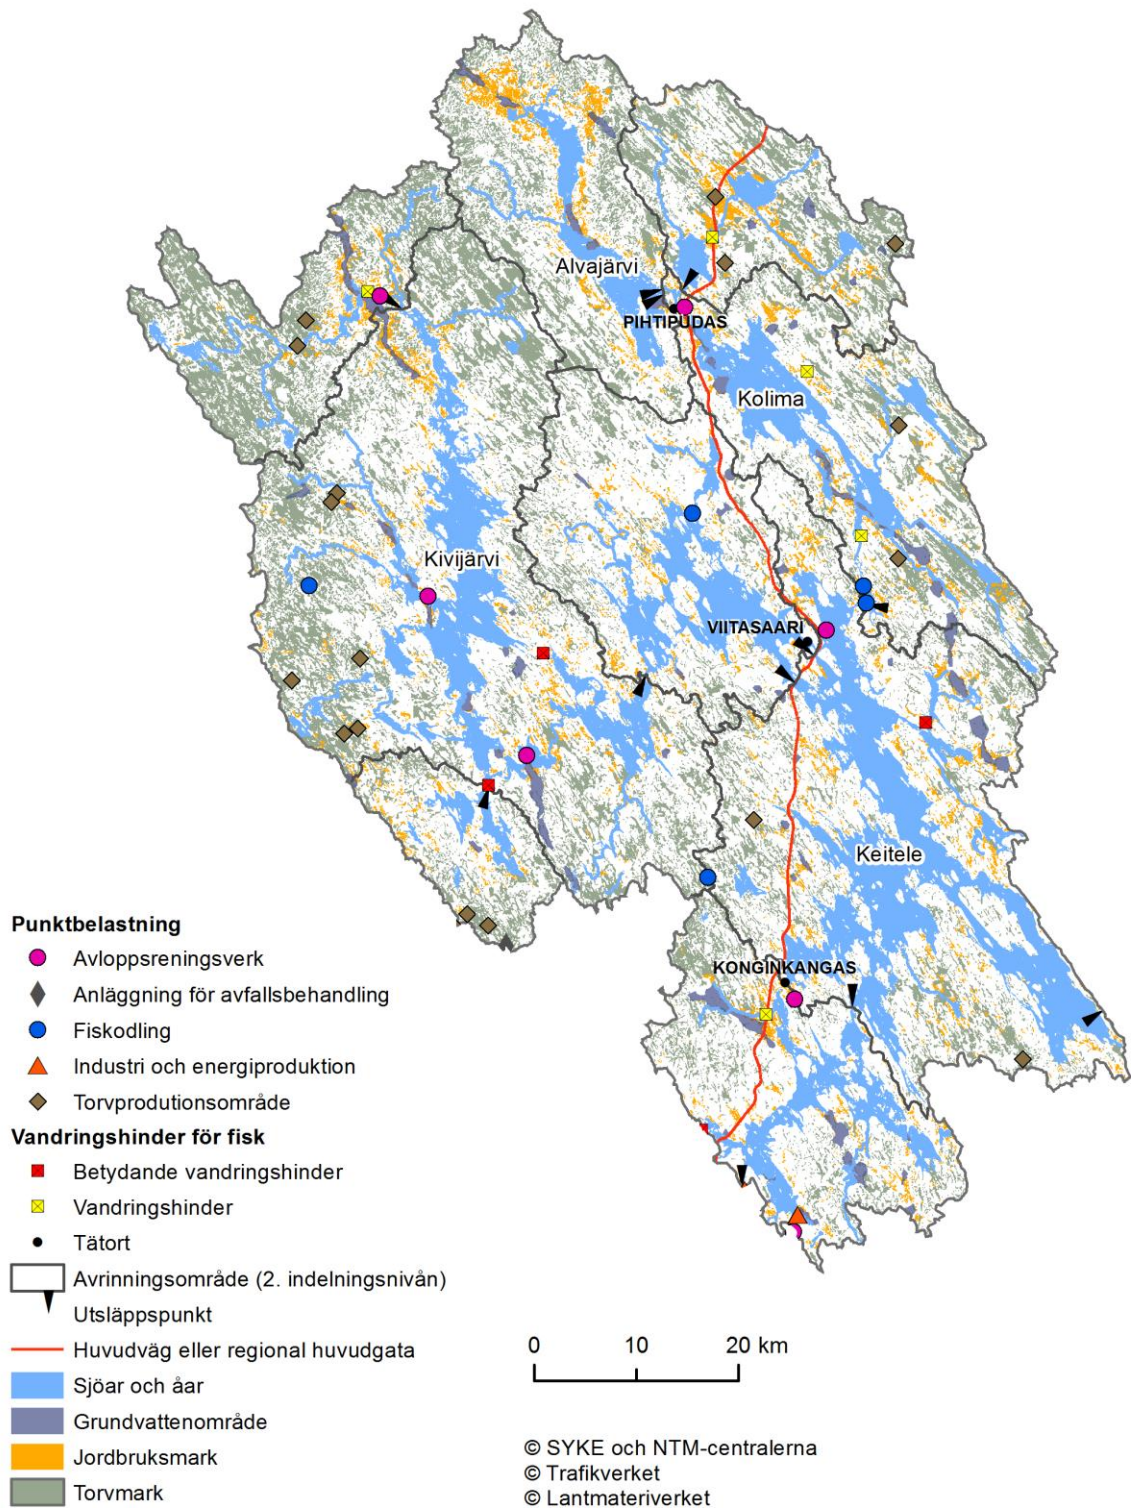 Alvajärvi
PIHTIPUDAS
Kolima
Kivijärvi
VIITASAARI
Keitele
KONGINKANGAS
Punktbelastning
Avloppsreningsverk
Anläggning för avfallsbehandling
Fiskodling
Industri och energiproduktion
Torvprodutionsområde
Vandringshinder för fisk
Betydande vandringshinder
Vandringshinder
Tätort
Avrinningsområde (2. indelningsnivån)
Utsläppspunkt
Huvudväg eller regional huvudgata
Sjöar och åar
Grundvattenområde
Jordbruksmark
Torvmark
0 10 20 km
© SYKE och NTM-centralerna
© Trafikverket
© Lantmateriverket